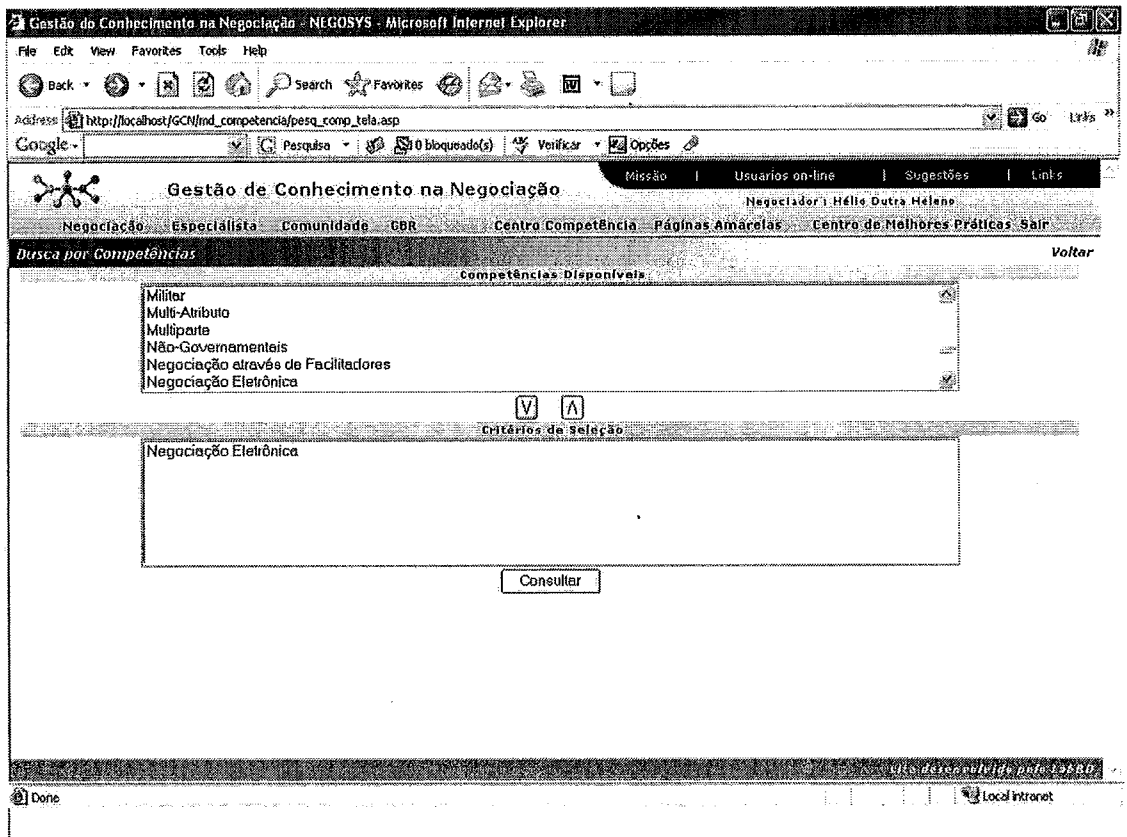 Gestão do Conhecimento na Negociação - NEGOSYS - Microsoft Internet Explorer
File Edit View Favorites Tools Help
Back Search Favorites
Address http://localhost/GCN/md_competencia/pesq_comp_tela.asp Go Links »
Google - Pesquisa 0 bloqueado(s) Verificar Opções
Missão | Usuarios on-line | Sugestões | Links
Gestão de Conhecimento na Negociação
Negociador: Hélio Dutra Heleno
Negociação Especialista Comunidade GBR Centro Competência Páginas Amarelas Centro de Melhores Práticas Sair
Busca por Competências Voltar
Competências Disponíveis
Militar
Multi-Atributo
Multiparte
Não-Governamentais
Negociação através de Facilitadores
Negociação Eletrônica
V Λ
Critérios de Seleção
Negociação Eletrônica
Consultar
desenvolvido pelo
Done Local intranet